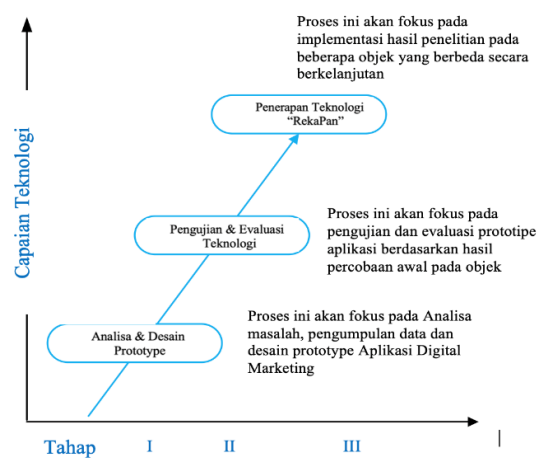 Proses ini akan fokus pada
implementasi hasil penelitian pada
beberapa objek yang berbeda secara
berkelanjutan
Penerapan Teknologi
“RekaPan”
Capaian Teknologi
Pengujian & Evaluasi
Teknologi
Proses ini akan fokus pada
pengujian dan evaluasi prototipe
aplikasi berdasarkan hasil
percobaan awal pada objek
Analisa & Desain
Prototype
Proses ini akan fokus pada Analisa
masalah, pengumpulan data dan
desain prototype Aplikasi Digital
Marketing
Tahap I II III